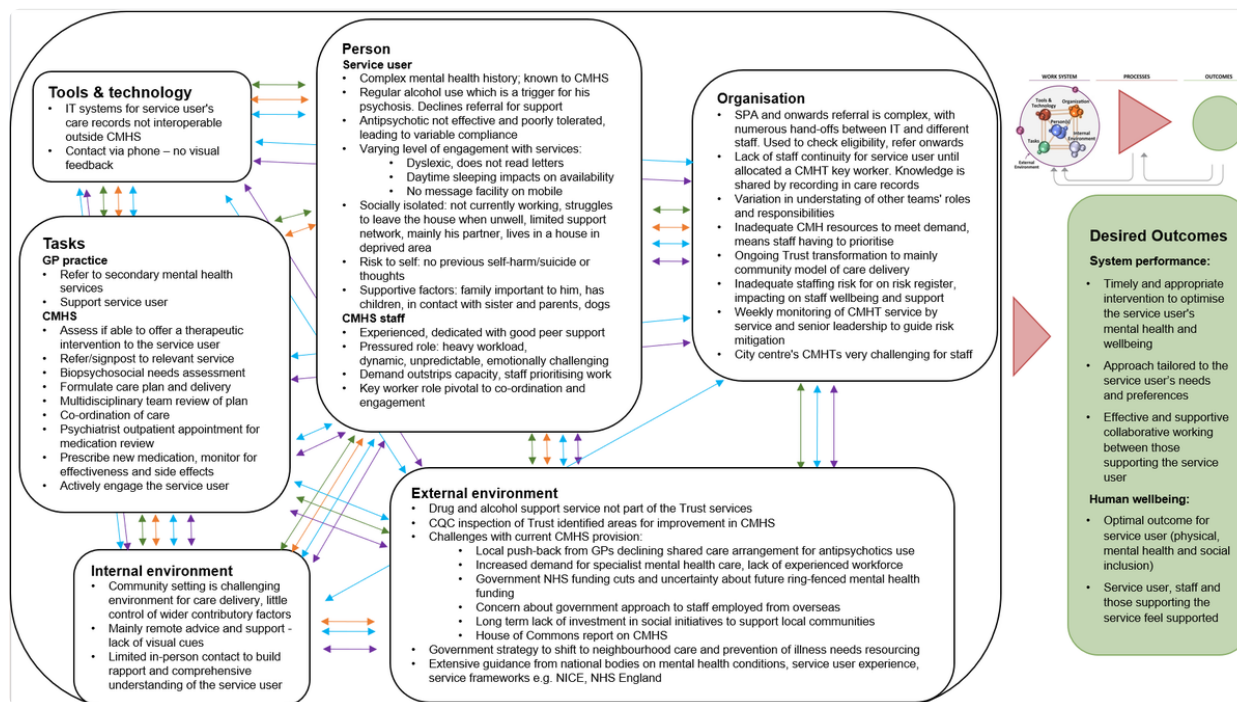 Tools & technology
• IT systems for service user's
care records not interoperable
outside CMHS
• Contact via phone – no visual
feedback
Tasks
GP practice
• Refer to secondary mental health
services
• Support service user
CMHS
• Assess if able to offer a therapeutic
intervention to the service user
• Refer/signpost to relevant service
• Biopsychosocial needs assessment
• Formulate care plan and delivery
• Multidisciplinary team review of plan
• Co-ordination of care
• Psychiatrist outpatient appointment for
medication review
• Prescribe new medication, monitor for
effectiveness and side effects
• Actively engage the service user
Internal environment
• Community setting is challenging
environment for care delivery, little
control of wider contributory factors
• Mainly remote advice and support -
lack of visual cues
• Limited in-person contact to build
rapport and comprehensive
understanding of the service user
Person
Service user
• Complex mental health history; known to CMHS
• Regular alcohol use which is a trigger for his
psychosis. Declines referral for support
• Antipsychotic not effective and poorly tolerated,
leading to variable compliance
• Varying level of engagement with services:
• Dyslexic, does not read letters
• Daytime sleeping impacts on availability
• No message facility on mobile
• Socially isolated: not currently working, struggles
to leave the house when unwell, limited support
network, mainly his partner, lives in a house in
deprived area
• Risk to self: no previous self-harm/suicide or
thoughts
• Supportive factors: family important to him, has
children, in contact with sister and parents, dogs
CMHS staff
• Experienced, dedicated with good peer support
• Pressured role: heavy workload,
dynamic, unpredictable, emotionally challenging
• Demand outstrips capacity, staff prioritising work
• Key worker role pivotal to co-ordination and
engagement
Organisation
• SPA and onwards referral is complex, with
numerous hand-offs between IT and different
staff. Used to check eligibility, refer onwards
• Lack of staff continuity for service user until
allocated a CMHT key worker. Knowledge is
shared by recording in care records
• Variation in understating of other teams' roles
and responsibilities
• Inadequate CMH resources to meet demand,
means staff having to prioritise
• Ongoing Trust transformation to mainly
community model of care delivery
• Inadequate staffing risk for on risk register,
impacting on staff wellbeing and support
• Weekly monitoring of CMHT service by
service and senior leadership to guide risk
mitigation
• City centre's CMHTs very challenging for staff
External environment
• Drug and alcohol support service not part of the Trust services
• CQC inspection of Trust identified areas for improvement in CMHS
• Challenges with current CMHS provision:
• Local push-back from GPs declining shared care arrangement for antipsychotics use
• Increased demand for specialist mental health care, lack of experienced workforce
• Government NHS funding cuts and uncertainty about future ring-fenced mental health
funding
• Concern about government approach to staff employed from overseas
• Long term lack of investment in social initiatives to support local communities
• House of Commons report on CMHS
• Government strategy to shift to neighbourhood care and prevention of illness needs resourcing
• Extensive guidance from national bodies on mental health conditions, service user experience,
service frameworks e.g. NICE, NHS England
WORK SYSTEM
PROCESSES
OUTCOMES
Tools &
Technology
Organization
Person(s)
Tasks
Internal
Environment
External
Environment
Desired Outcomes
System performance:
• Timely and appropriate
intervention to optimise
the service user's
mental health and
wellbeing
• Approach tailored to the
service user's needs
and preferences
• Effective and supportive
collaborative working
between those
supporting the service
user
Human wellbeing:
• Optimal outcome for
service user (physical,
mental health and social
inclusion)
• Service user, staff and
those supporting the
service feel supported